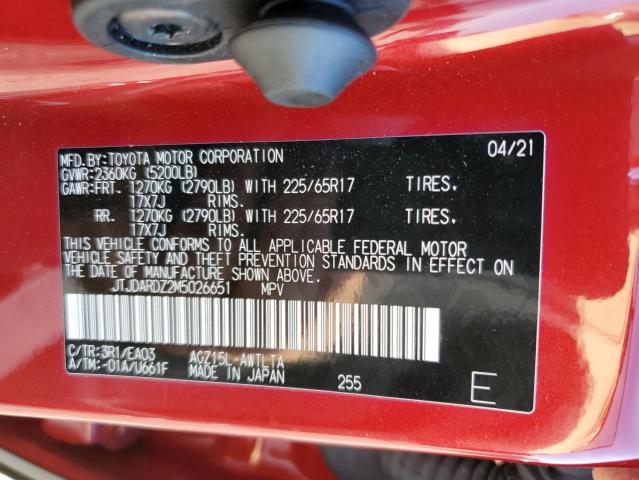 MFD.BY:TOYOTA MOTOR CORPORATION 04/21
GVWR:2360KG (5200LB)
GAWR:FRT. 1270KG (2790LB) WITH 225/65R17 TIRES.
17X7J RIMS.
RR. 1270KG (2790LB) WITH 225/65R17 TIRES.
17X7J RIMS.
THIS VEHICLE CONFORMS TO ALL APPLICABLE FEDERAL MOTOR
VEHICLE SAFETY AND THEFT PREVENTION STANDARDS IN EFFECT ON
THE DATE OF MANUFACTURE SHOWN ABOVE.
JTJDARDZ2M5026651 MPV
C/TR:3R1/EA03 AGZ15L-AWTLTA
A/TM:-01A/U661F MADE IN JAPAN 255 E